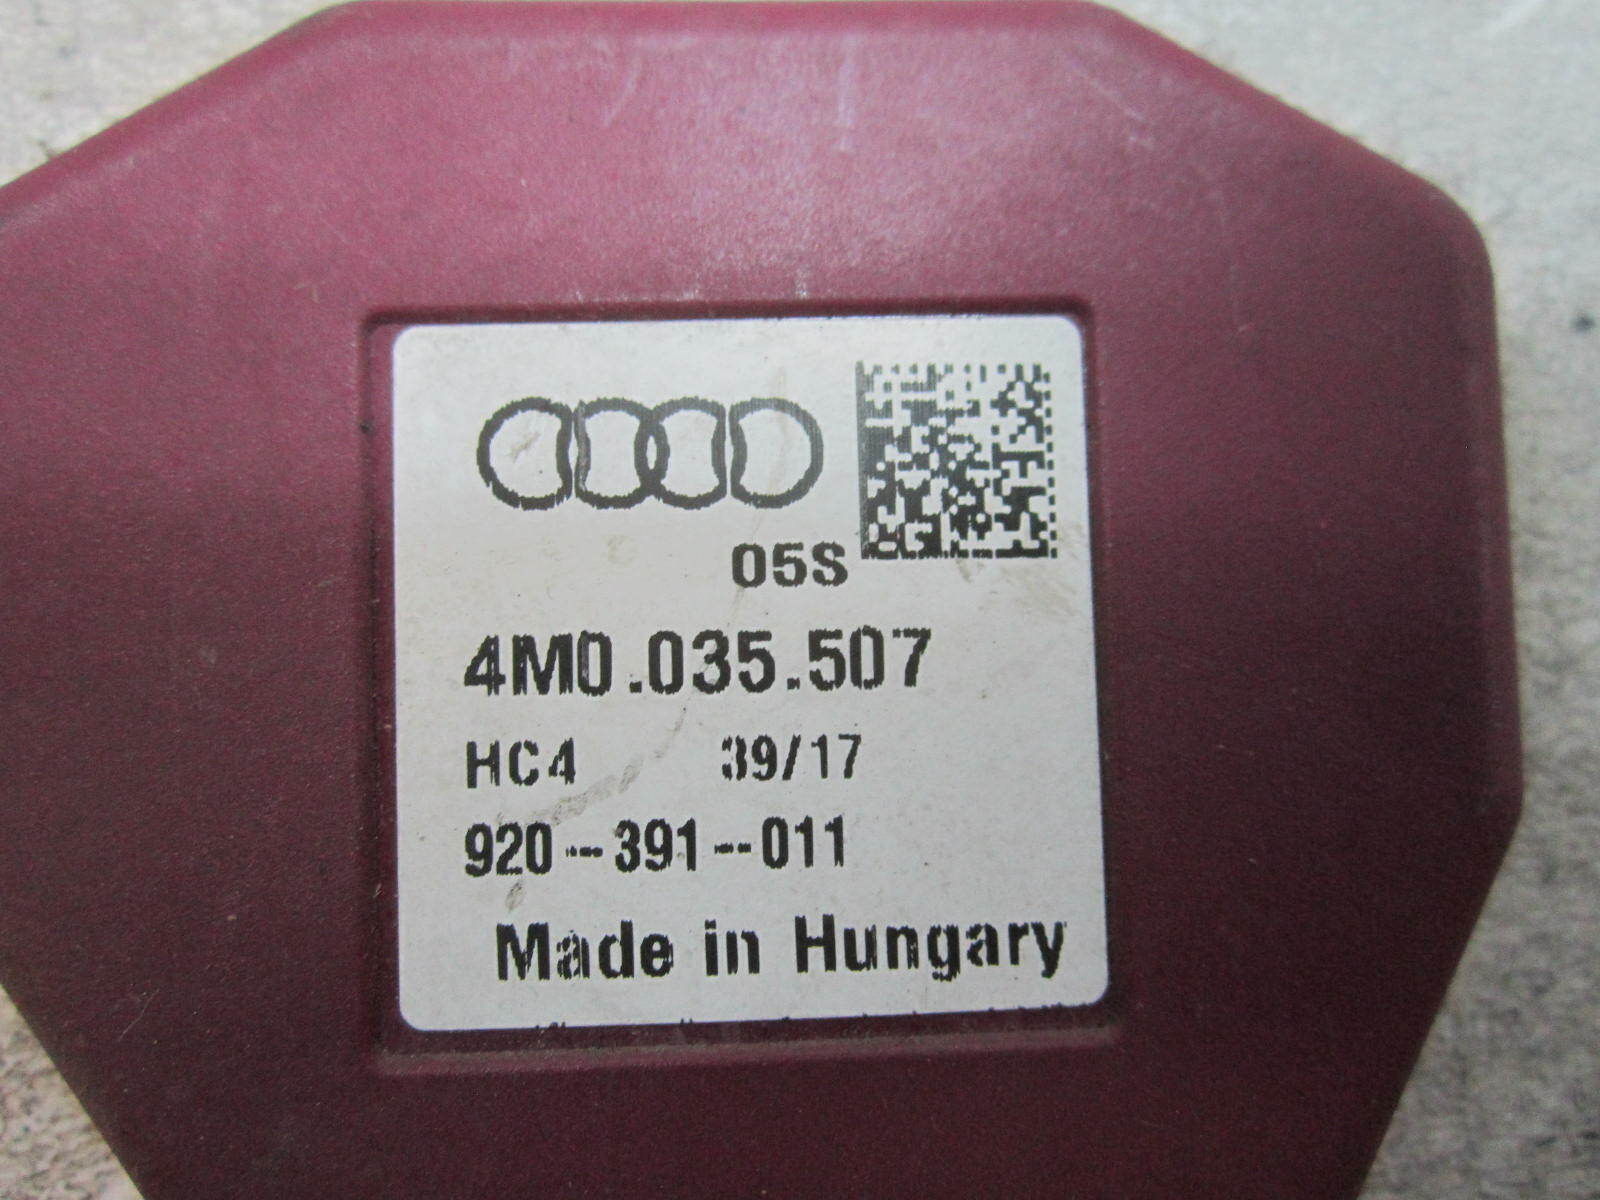 05S
4M0.035.507
HC4 39/17
920-391-011
Made in Hungary